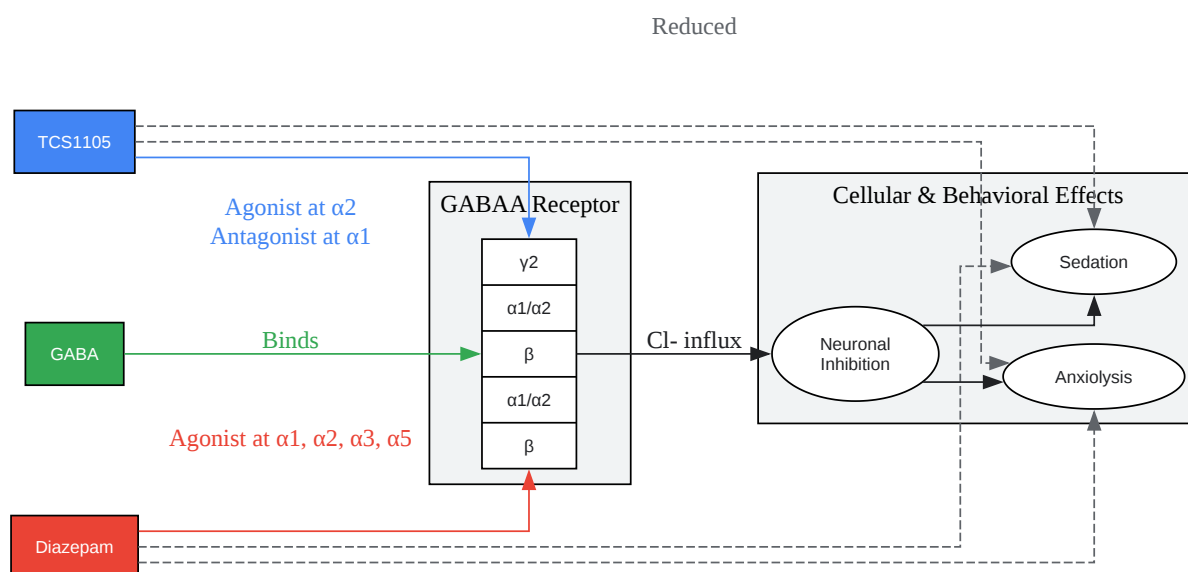 Reduced
TCS1105
Agonist at α2
Antagonist at α1
GABAA Receptor
Cellular & Behavioral Effects
γ2
α1/α2
β
α1/α2
β
Sedation
GABA
Binds
Cl- influx
Neuronal
Inhibition
Anxiolysis
Agonist at α1, α2, α3, α5
Diazepam